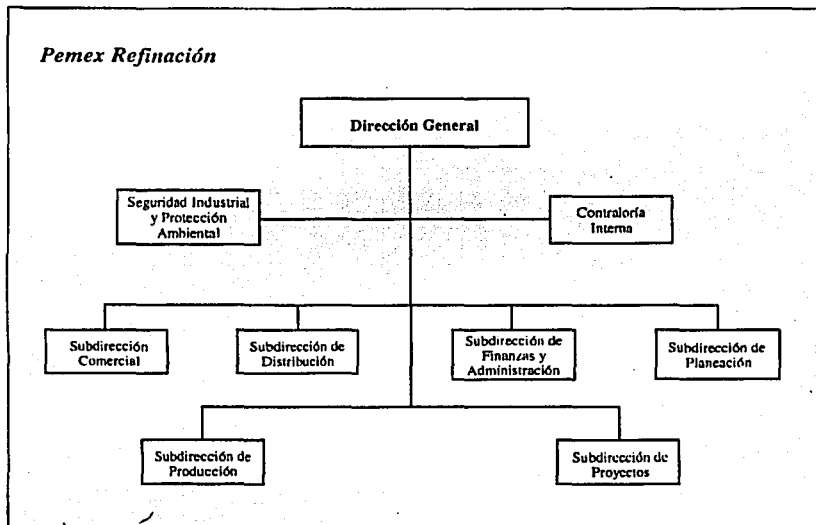 Pemex Refinación
Dirección General
Seguridad Industrial
y Protección
Ambiental
Contraloría
Interna
Subdirección
Comercial
Subdirección de
Distribución
Subdirección de
Finanzas y
Administración
Subdirección de
Planeación
Subdirección de
Producción
Subdirección de
Proyectos